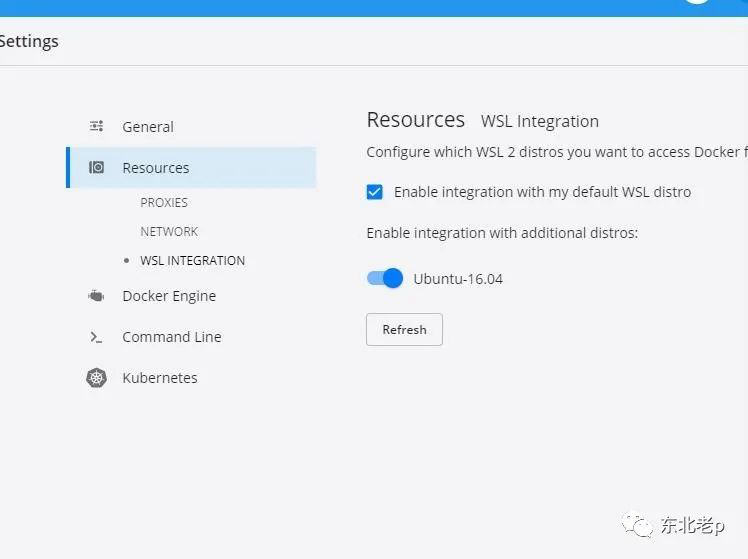 Settings
General
Resources
PROXIES
NETWORK
WSL INTEGRATION
Docker Engine
Command Line
Kubernetes
Resources WSL Integration
Configure which WSL 2 distros you want to access Docker f
Enable integration with my default WSL distro
Enable integration with additional distros:
Ubuntu-16.04
Refresh
东北老p